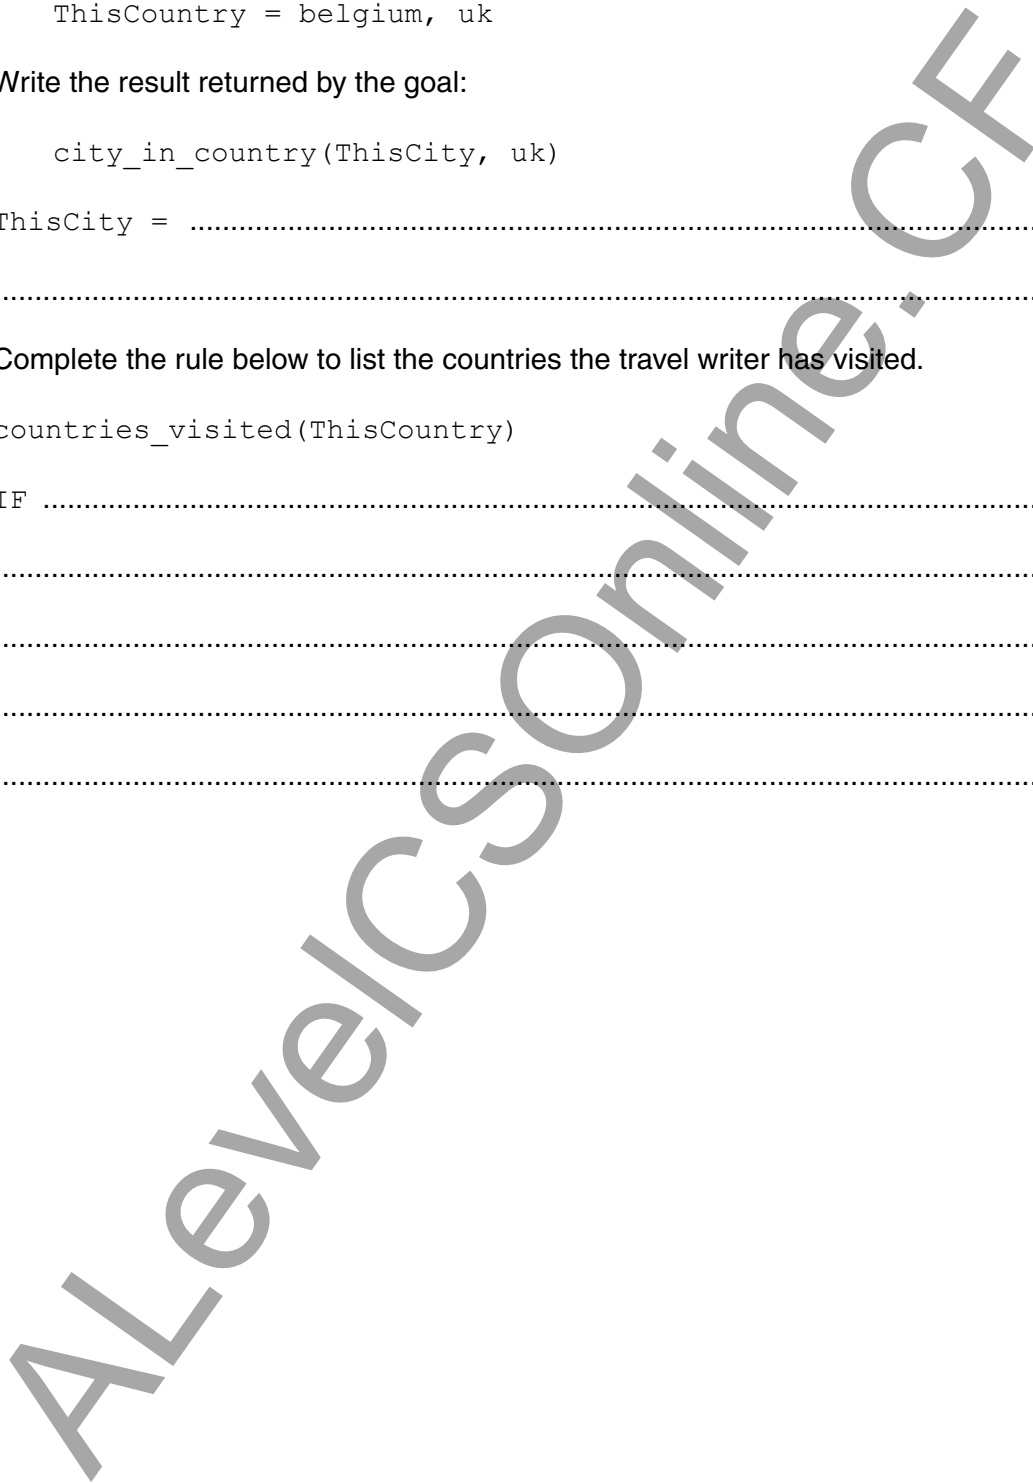 ThisCountry = belgium, uk
Write the result returned by the goal:
city_in_country(ThisCity, uk)
ThisCity = ........................................................................................................
........................................................................................................................
Complete the rule below to list the countries the travel writer has visited.
countries_visited(ThisCountry)
IF ........................................................................................................................
........................................................................................................................
........................................................................................................................
........................................................................................................................
........................................................................................................................
ALevelCSOnline.CF